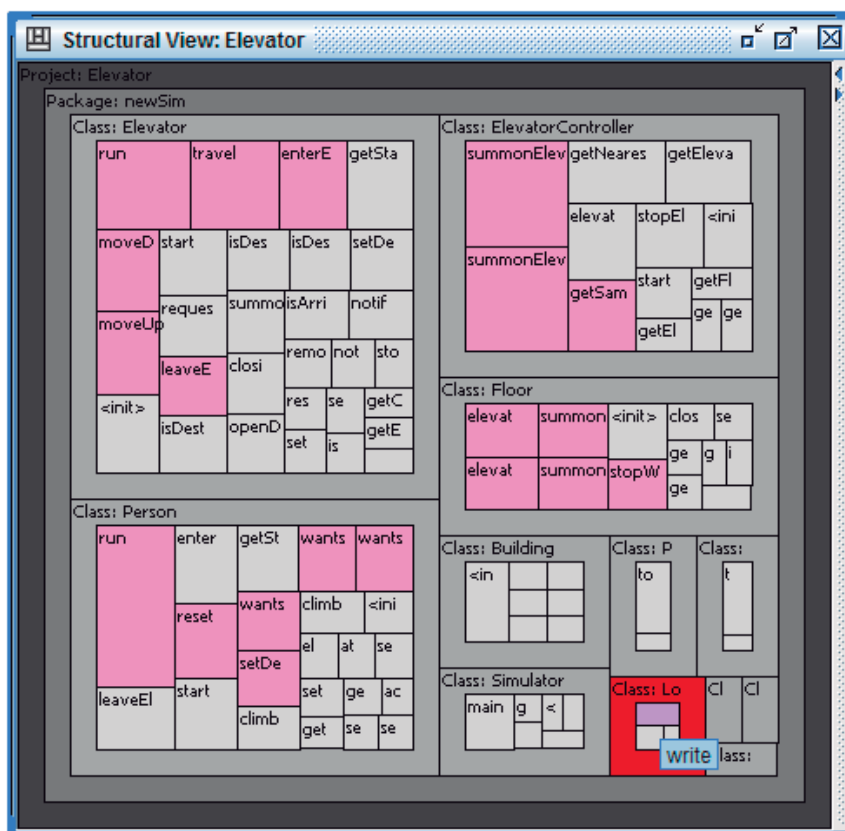 Structural View: Elevator
Project: Elevator
Package: newSim
Class: Elevator
run travel enterE getSta
moveD start isDes isDes setDe
reques summo isArri notif
moveUp
leaveE closi remo not sto
<init> isDest openD res se getC
set is getE
Class: ElevatorController
summonElev getNeares getEleva
elevat stopEl <ini
summonElev getSam start getFl
getEl ge ge
Class: Floor
elevat summon <init> clos se
elevat summon stopW ge g i
ge
Class: Person
run enter getSt wants wants
reset wants climb <ini
el at se
leaveEl start setDe set ge ac
climb get se se
Class: Building
<in
Class: P
to
Class:
t
Class: Simulator
main g <
Class: Lo
Cl Cl
write lass: